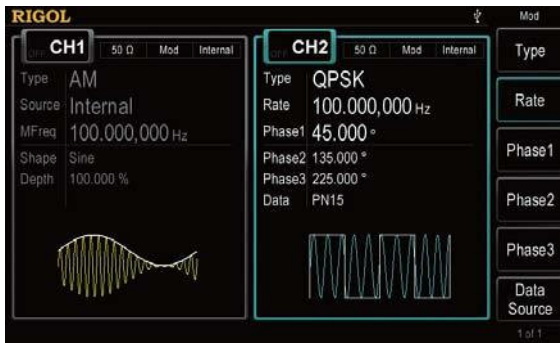 RIGOL
Mod
OFF CH1 50 Ω Mod Internal
Type AM
Source Internal
MFreq 100.000,000 Hz
Shape Sine
Depth 100.000 %
OFF CH2 50 Ω Mod Internal
Type QPSK
Rate 100.000,000 Hz
Phase1 45.000 °
Phase2 135.000 °
Phase3 225.000 °
Data PN15
Type
Rate
Phase1
Phase2
Phase3
Data
Source
1 of 1